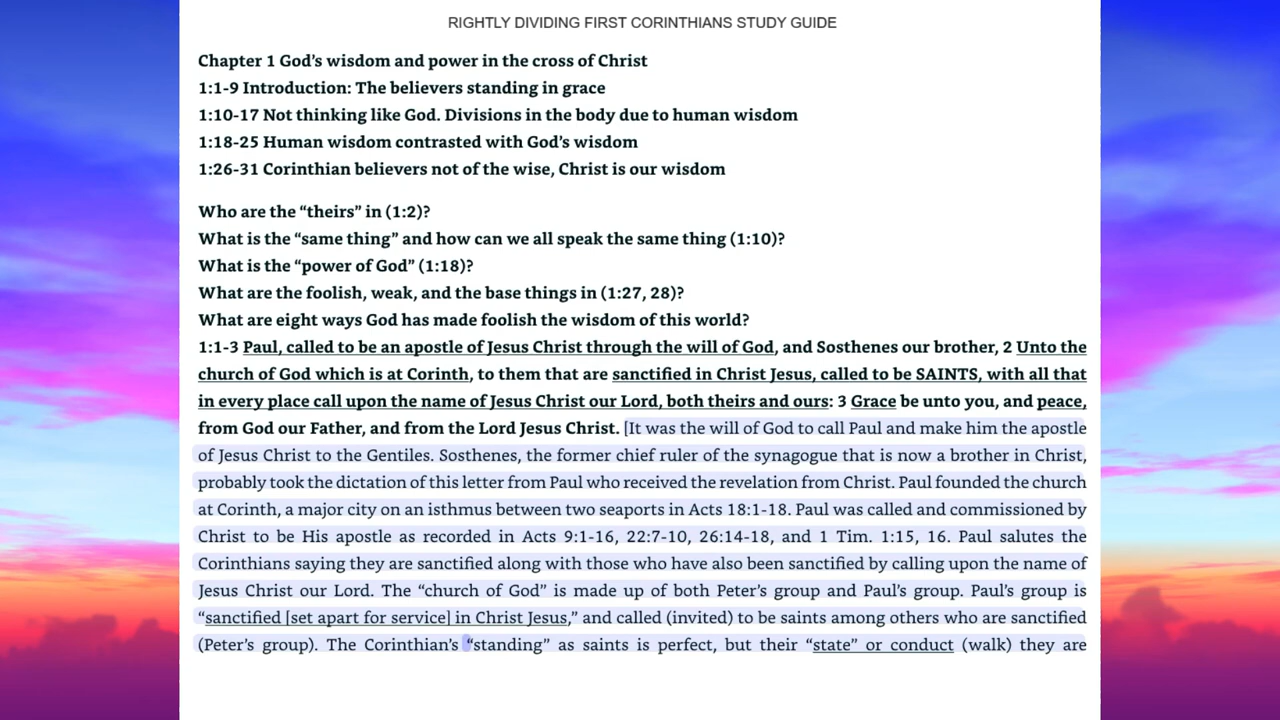 RIGHTLY DIVIDING FIRST CORINTHIANS STUDY GUIDE
Chapter 1 God’s wisdom and power in the cross of Christ
1:1-9 Introduction: The believers standing in grace
1:10-17 Not thinking like God. Divisions in the body due to human wisdom
1:18-25 Human wisdom contrasted with God’s wisdom
1:26-31 Corinthian believers not of the wise, Christ is our wisdom
Who are the “theirs” in (1:2)?
What is the “same thing” and how can we all speak the same thing (1:10)?
What is the “power of God” (1:18)?
What are the foolish, weak, and the base things in (1:27, 28)?
What are eight ways God has made foolish the wisdom of this world?
1:1-3 Paul, called to be an apostle of Jesus Christ through the will of God, and Sosthenes our brother, 2 Unto the
church of God which is at Corinth, to them that are sanctified in Christ Jesus, called to be SAINTS, with all that
in every place call upon the name of Jesus Christ our Lord, both theirs and ours: 3 Grace be unto you, and peace,
from God our Father, and from the Lord Jesus Christ. [It was the will of God to call Paul and make him the apostle
of Jesus Christ to the Gentiles. Sosthenes, the former chief ruler of the synagogue that is now a brother in Christ,
probably took the dictation of this letter from Paul who received the revelation from Christ. Paul founded the church
at Corinth, a major city on an isthmus between two seaports in Acts 18:1-18. Paul was called and commissioned by
Christ to be His apostle as recorded in Acts 9:1-16, 22:7-10, 26:14-18, and 1 Tim. 1:15, 16. Paul salutes the
Corinthians saying they are sanctified along with those who have also been sanctified by calling upon the name of
Jesus Christ our Lord. The “church of God” is made up of both Peter’s group and Paul’s group. Paul’s group is
“sanctified [set apart for service] in Christ Jesus,” and called (invited) to be saints among others who are sanctified
(Peter’s group). The Corinthian’s “standing” as saints is perfect, but their “state” or conduct (walk) they are